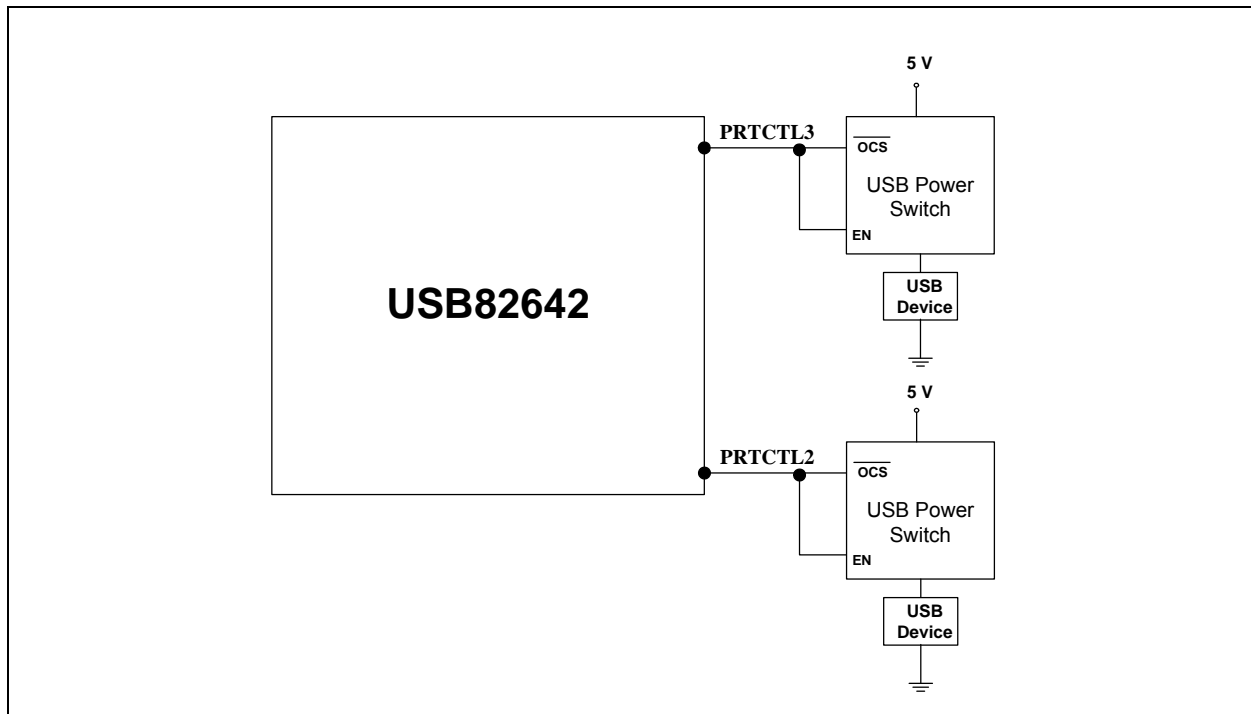 5 V
PRTCTL3
OCS
USB Power
Switch
EN
USB
Device
USB82642
5 V
PRTCTL2
OCS
USB Power
Switch
EN
USB
Device